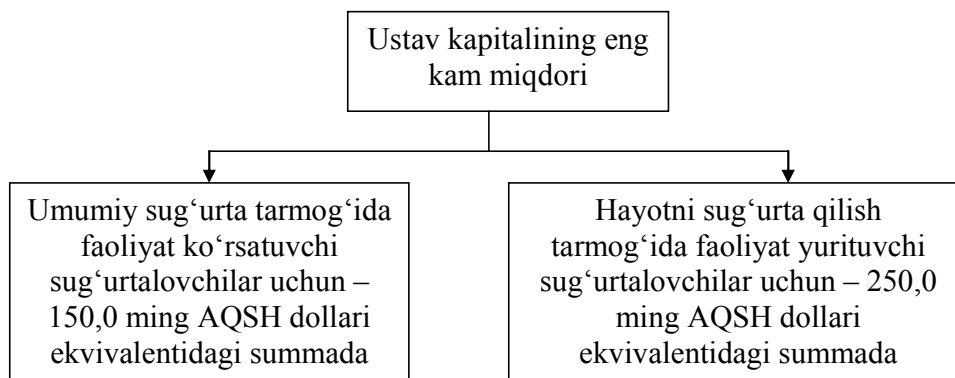 Ustav kapitalining eng
kam miqdori
Umumiy sug‘urta tarmog‘ida
faoliyat ko‘rsatuvchi
sug‘urtalovchilar uchun –
150,0 ming AQSH dollari
ekvivalentidagi summada
Hayotni sug‘urta qilish
tarmog‘ida faoliyat yurituvchi
sug‘urtalovchilar uchun – 250,0
ming AQSH dollari
ekvivalentidagi summada